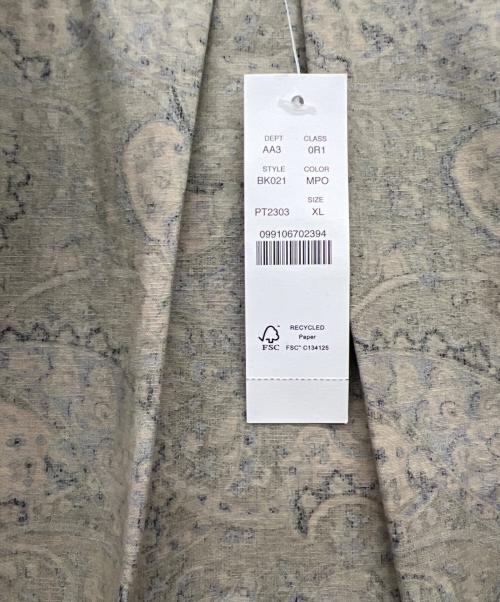 DEPT CLASS
AA3 0R1
STYLE COLOR
BK021 MPO
SIZE
PT2303 XL
099106702394
RECYCLED
Paper
FSC FSC® C134125